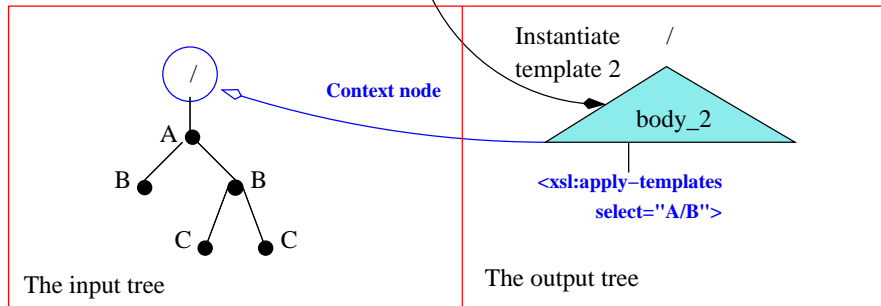 /
A
B
B
C
C
The input tree
Context node
Instantiate
template 2
/
body_2
<xsl:apply−templates
select="A/B">
The output tree